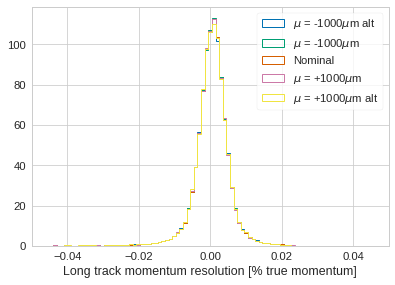 μ = -1000μm alt
μ = -1000μm
Nominal
μ = +1000μm
μ = +1000μm alt
100
80
60
40
20
0
−0.04 −0.02 0.00 0.02 0.04
Long track momentum resolution [% true momentum]